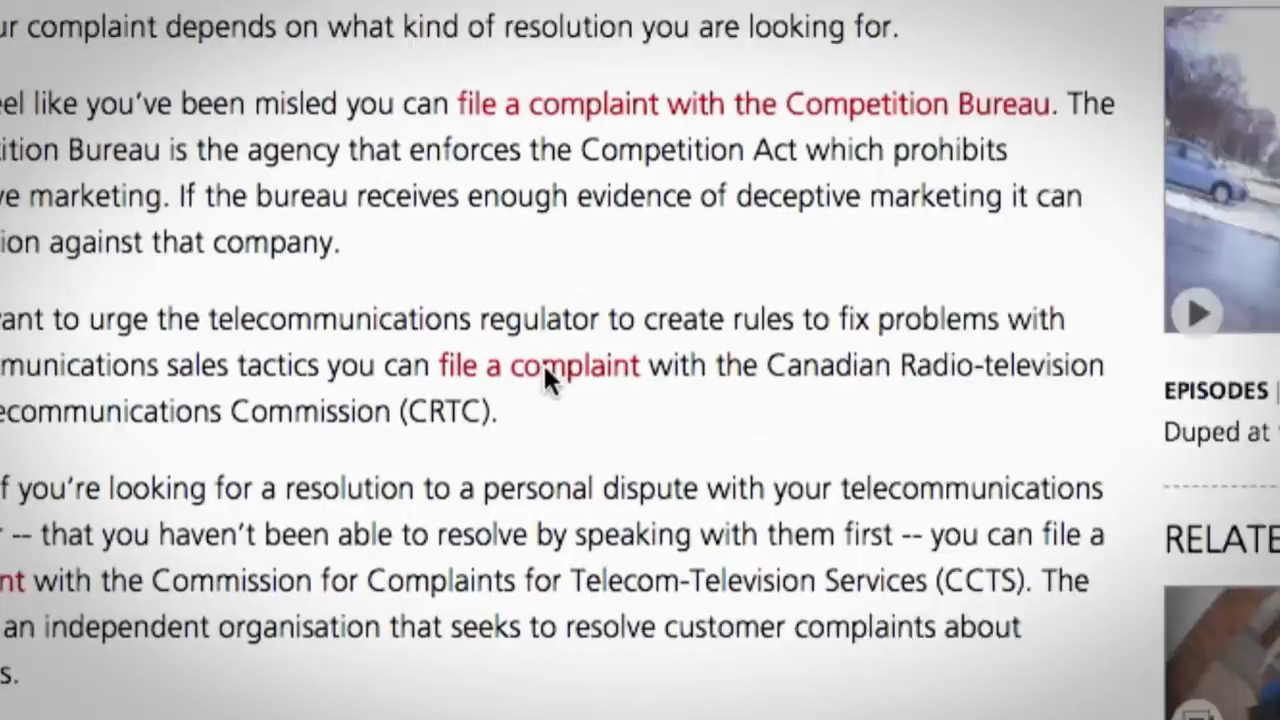 ur complaint depends on what kind of resolution you are looking for.
eel like you've been misled you can file a complaint with the Competition Bureau. The
ition Bureau is the agency that enforces the Competition Act which prohibits
ve marketing. If the bureau receives enough evidence of deceptive marketing it can
ion against that company.
ant to urge the telecommunications regulator to create rules to fix problems with
munications sales tactics you can file a complaint with the Canadian Radio-television
ecommunications Commission (CRTC).
f you're looking for a resolution to a personal dispute with your telecommunications
r -- that you haven't been able to resolve by speaking with them first -- you can file a
nt with the Commission for Complaints for Telecom-Television Services (CCTS). The
an independent organisation that seeks to resolve customer complaints about
s.
EPISODES |
Duped at
RELATE